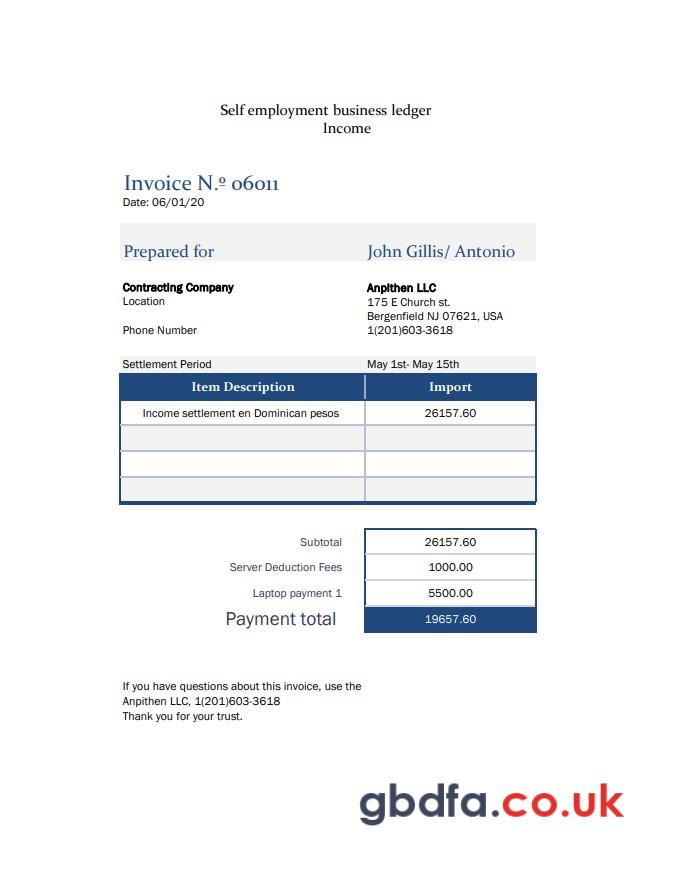 Self employment business ledger
Income
Invoice N.º 06011
Date: 06/01/20
Prepared for John Gillis/ Antonio
Contracting Company Anpithen LLC
Location 175 E Church st.
Bergenfield NJ 07621, USA
Phone Number 1(201)603-3618
Settlement Period May 1st- May 15th
Item Description Import
Income settlement en Dominican pesos 26157.60
Subtotal 26157.60
Server Deduction Fees 1000.00
Laptop payment 1 5500.00
Payment total 19657.60
If you have questions about this invoice, use the
Anpithen LLC, 1(201)603-3618
Thank you for your trust.
gbdfa.co.uk